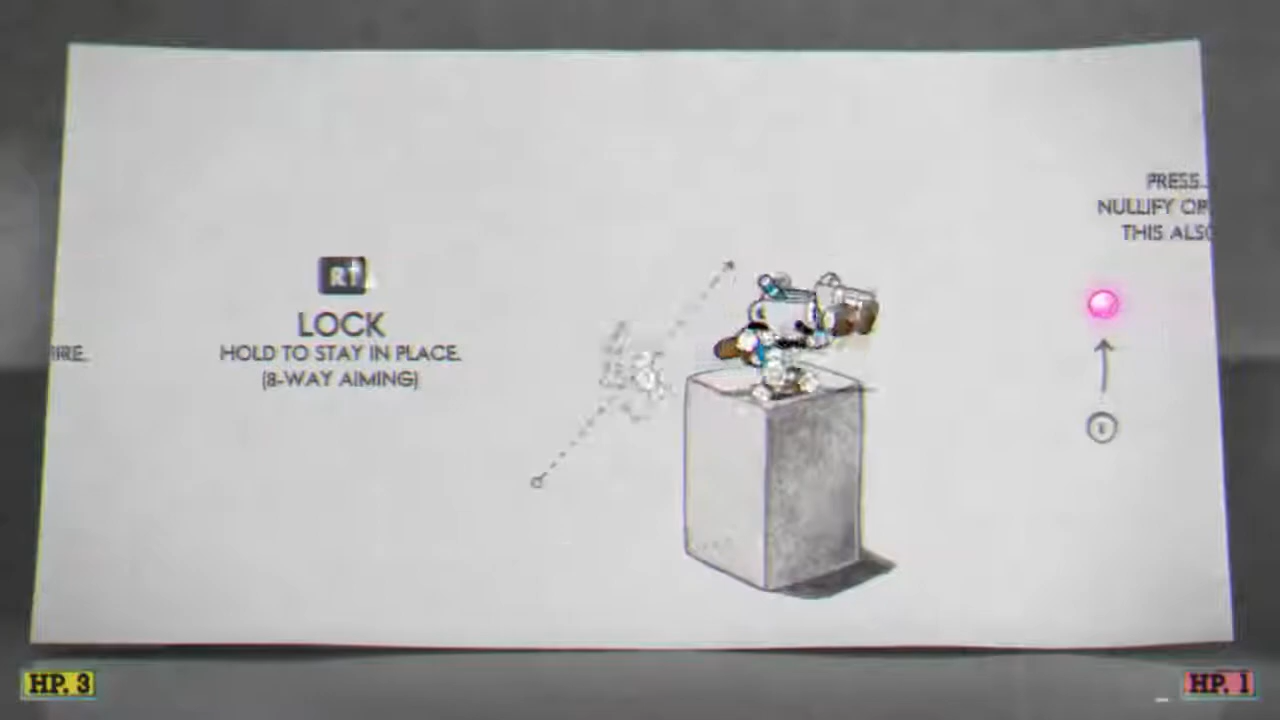 PRESS
NULLIFY OR
THIS ALSO
RT
LOCK
IRE.
HOLD TO STAY IN PLACE.
(8-WAY AIMING)
HP. 3
HP. 1